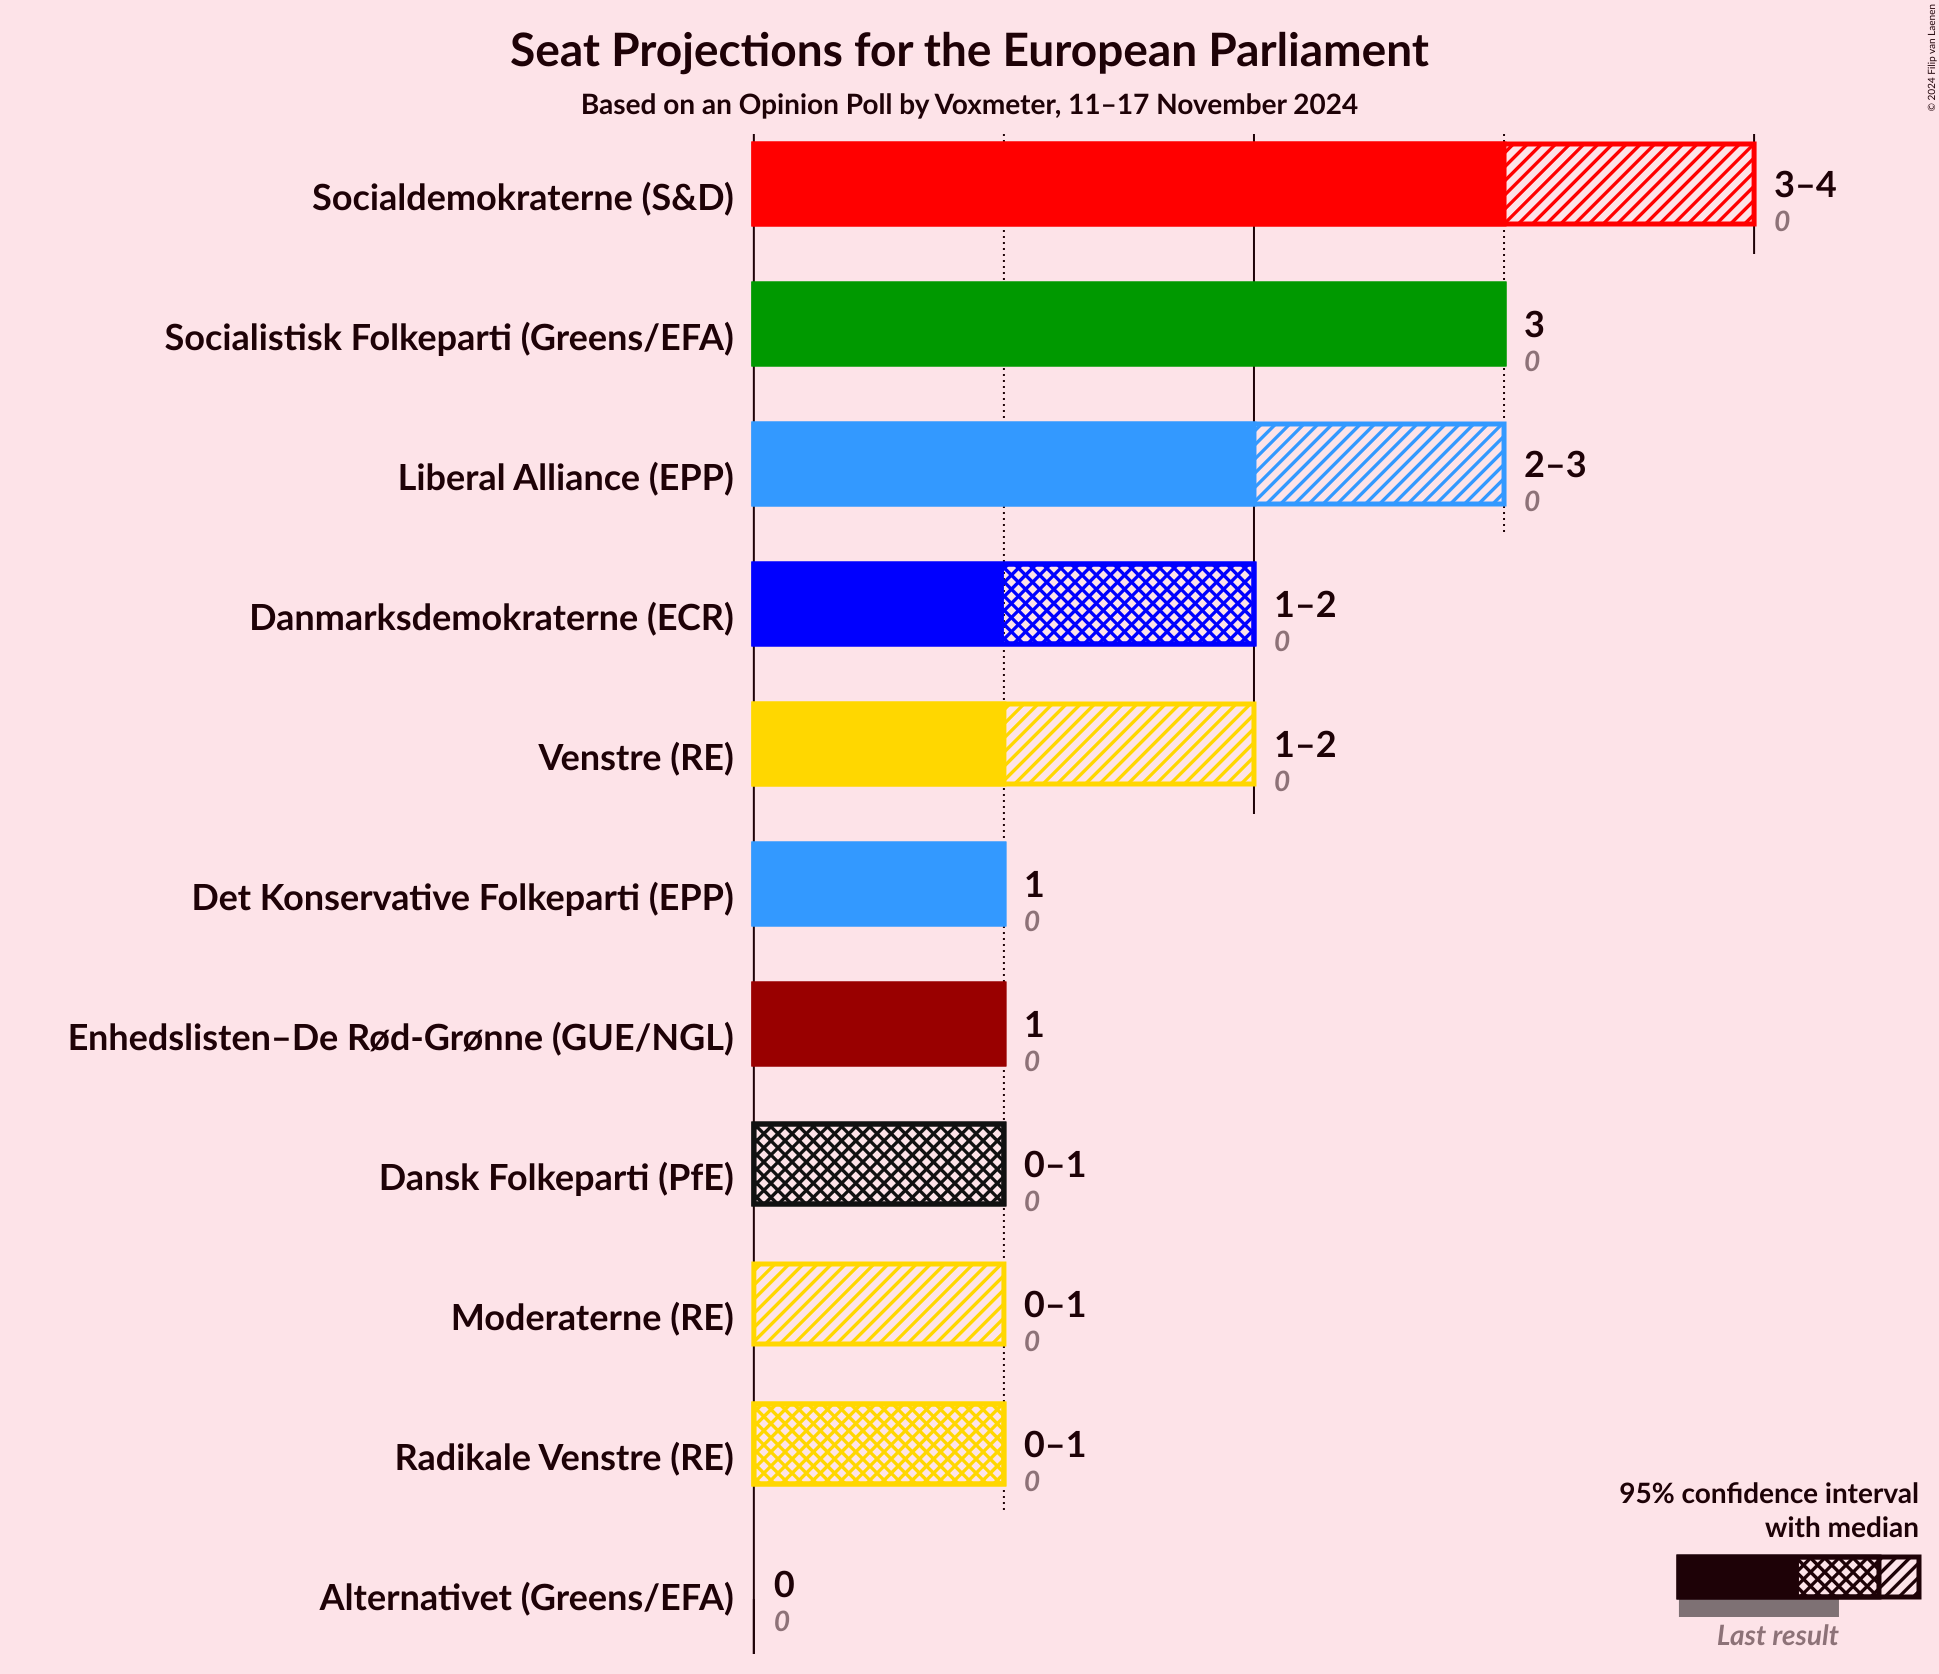 Seat Projections for the European Parliament
Based on an Opinion Poll by Voxmeter, 11–17 November 2024
© 2024 Filip van Laenen
Socialdemokraterne (S&D)
3–4
0
Socialistisk Folkeparti (Greens/EFA)
3
0
Liberal Alliance (EPP)
2–3
0
Danmarksdemokraterne (ECR)
1–2
0
Venstre (RE)
1–2
0
Det Konservative Folkeparti (EPP)
1
0
Enhedslisten–De Rød-Grønne (GUE/NGL)
1
0
Dansk Folkeparti (PfE)
0–1
0
Moderaterne (RE)
0–1
0
Radikale Venstre (RE)
0–1
0
Alternativet (Greens/EFA)
0
0
95% confidence interval
with median
Last result